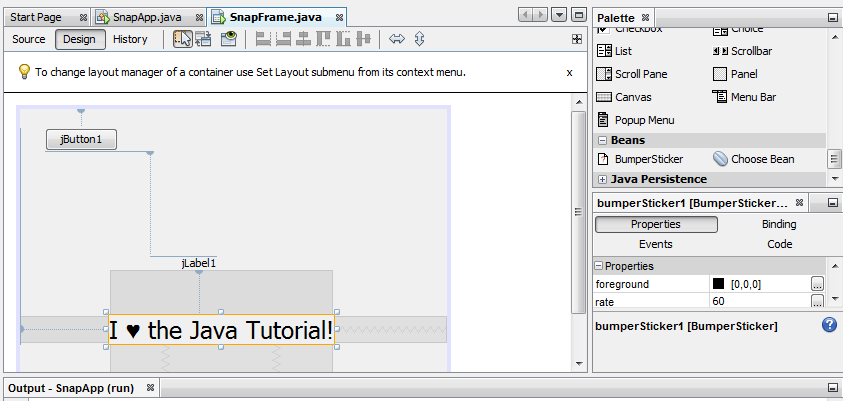 Start Page
SnapApp.java
SnapFrame.java
Source
Design
History
To change layout manager of a container use Set Layout submenu from its context menu.
x
jButton1
jLabel1
I ♥ the Java Tutorial!
Output - SnapApp (run)
Palette
Checkbox
Choice
List
Scrollbar
Scroll Pane
Panel
Canvas
Menu Bar
Popup Menu
Beans
BumperSticker
Choose Bean
Java Persistence
bumperSticker1 [BumperSticker...
Properties
Binding
Events
Code
Properties
foreground
[0,0,0]
...
rate
60
...
bumperSticker1 [BumperSticker]
?